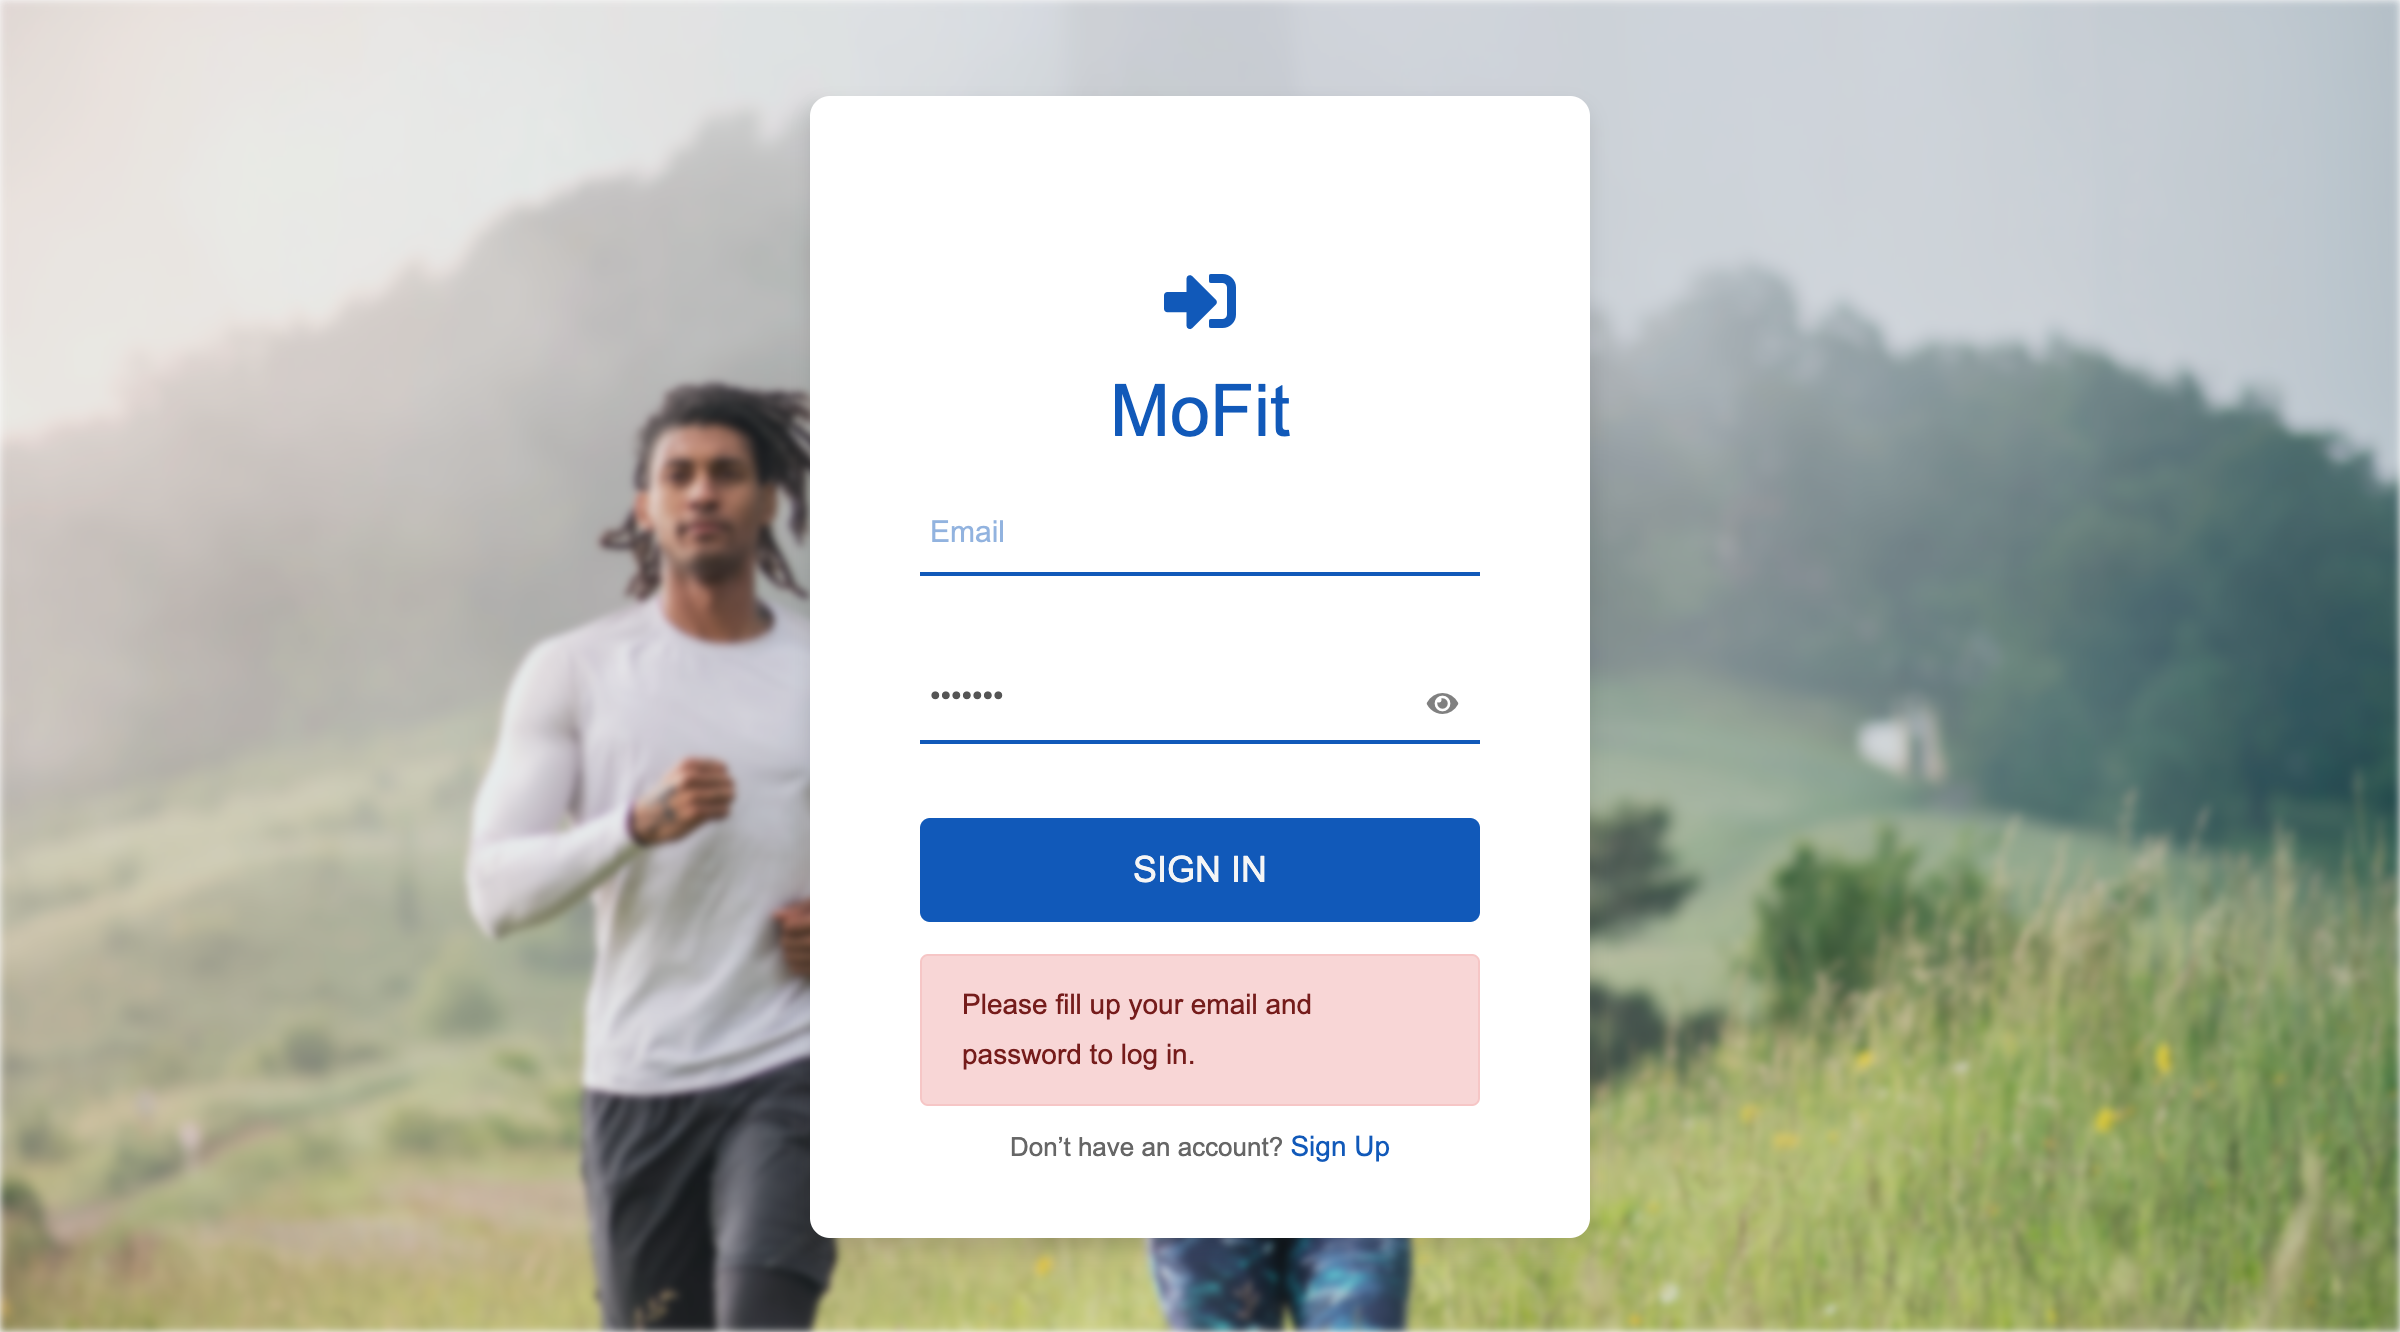 MoFit
Email
•••••••
SIGN IN
Please fill up your email and
password to log in.
Don’t have an account? Sign Up